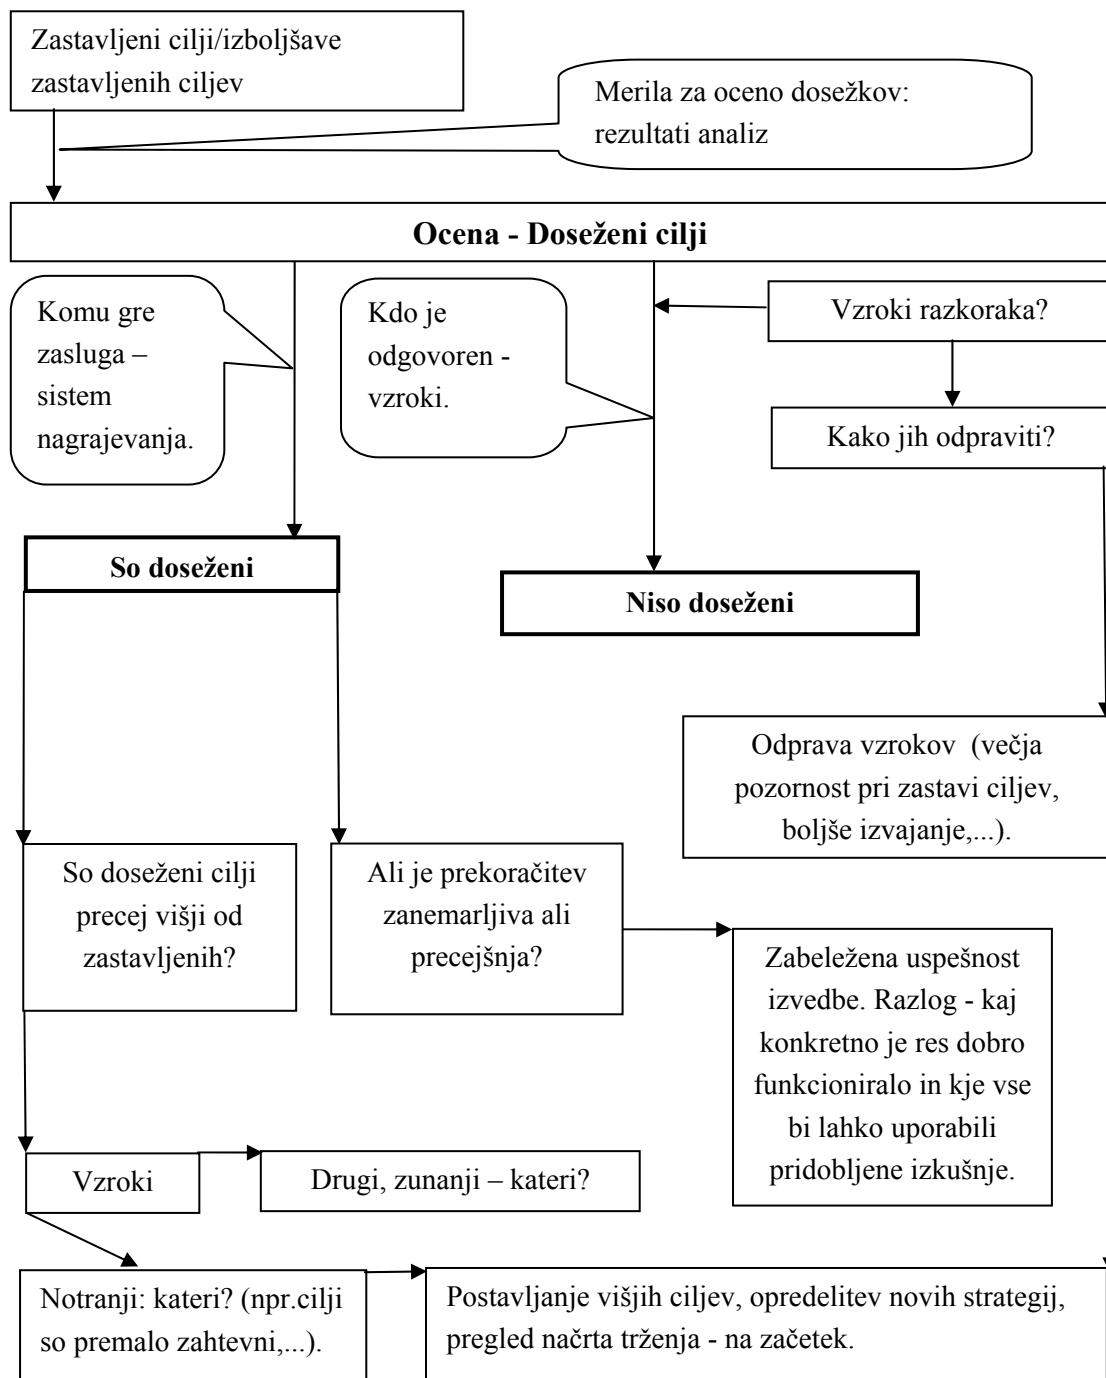 Zastavljeni cilji/izboljšave
zastavljenih ciljev
Merila za oceno dosežkov:
rezultati analiz
Ocena - Doseženi cilji
Komu gre
zasluga –
sistem
nagrajevanja.
Kdo je
odgovoren -
vzroki.
Vzroki razkoraka?
Kako jih odpraviti?
So doseženi
Niso doseženi
Odprava vzrokov  (večja
pozornost pri zastavi ciljev,
boljše izvajanje,...).
So doseženi cilji
precej višji od
zastavljenih?
Ali je prekoračitev
zanemarljiva ali
precejšnja?
Zabeležena uspešnost
izvedbe. Razlog - kaj
konkretno je res dobro
funkcioniralo in kje vse
bi lahko uporabili
pridobljene izkušnje.
Vzroki
Drugi, zunanji – kateri?
Notranji: kateri? (npr.cilji
so premalo zahtevni,...).
Postavljanje višjih ciljev, opredelitev novih strategij,
pregled načrta trženja - na začetek.